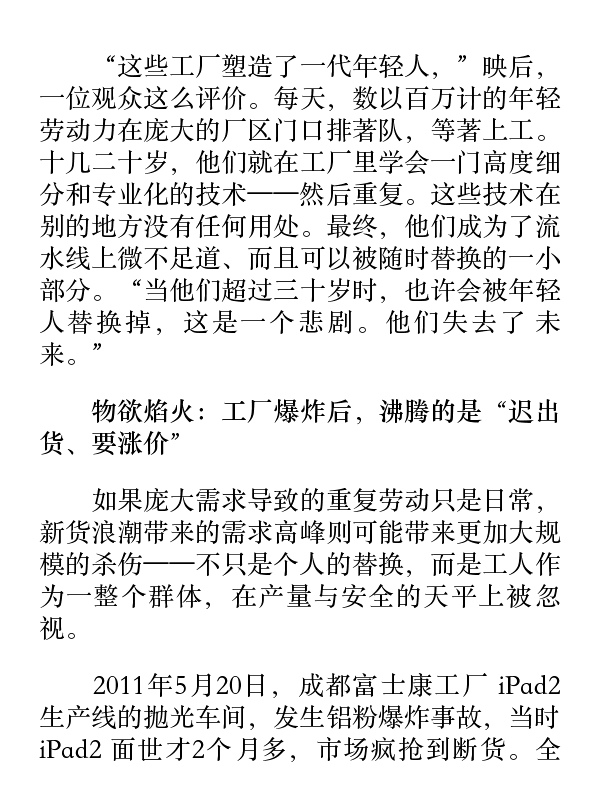 “这些工厂塑造了一代年轻人，”映后，
一位观众这么评价。每天，数以百万计的年轻
劳动力在庞大的厂区门口排著队，等著上工。
十几二十岁，他们就在工厂里学会一门高度细
分和专业化的技术——然后重复。这些技术在
别的地方没有任何用处。最终，他们成为了流
水线上微不足道、而且可以被随时替换的一小
部分。“当他们超过三十岁时，也许会被年轻
人替换掉，这是一个悲剧。他们失去了 未
来。”
物欲焰火：工厂爆炸后，沸腾的是“迟出
货、要涨价”
如果庞大需求导致的重复劳动只是日常，
新货浪潮带来的需求高峰则可能带来更加大规
模的杀伤——不只是个人的替换，而是工人作
为一整个群体，在产量与安全的天平上被忽
视。
2011年5月20日，成都富士康工厂 iPad2
生产线的抛光车间，发生铝粉爆炸事故，当时
iPad2 面世才2个月多，市场疯抢到断货。全